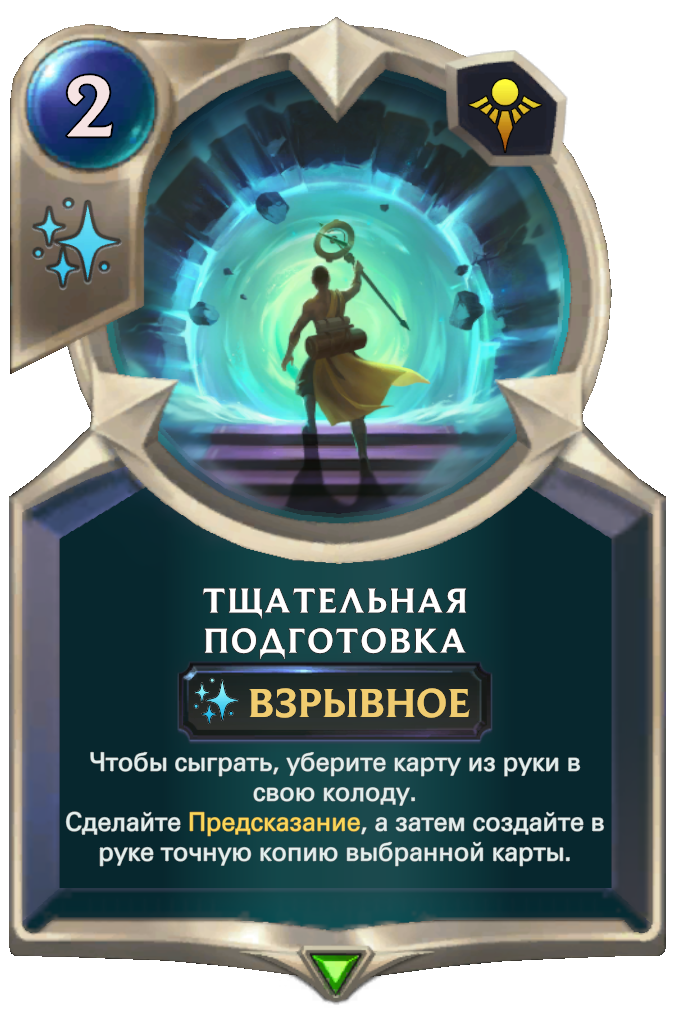 2
ТЩАТЕЛЬНАЯ
ПОДГОТОВКА
ВЗРЫВНОЕ
Чтобы сыграть, уберите карту из руки в
свою колоду.
Сделайте Предсказание, а затем создайте в
руке точную копию выбранной карты.